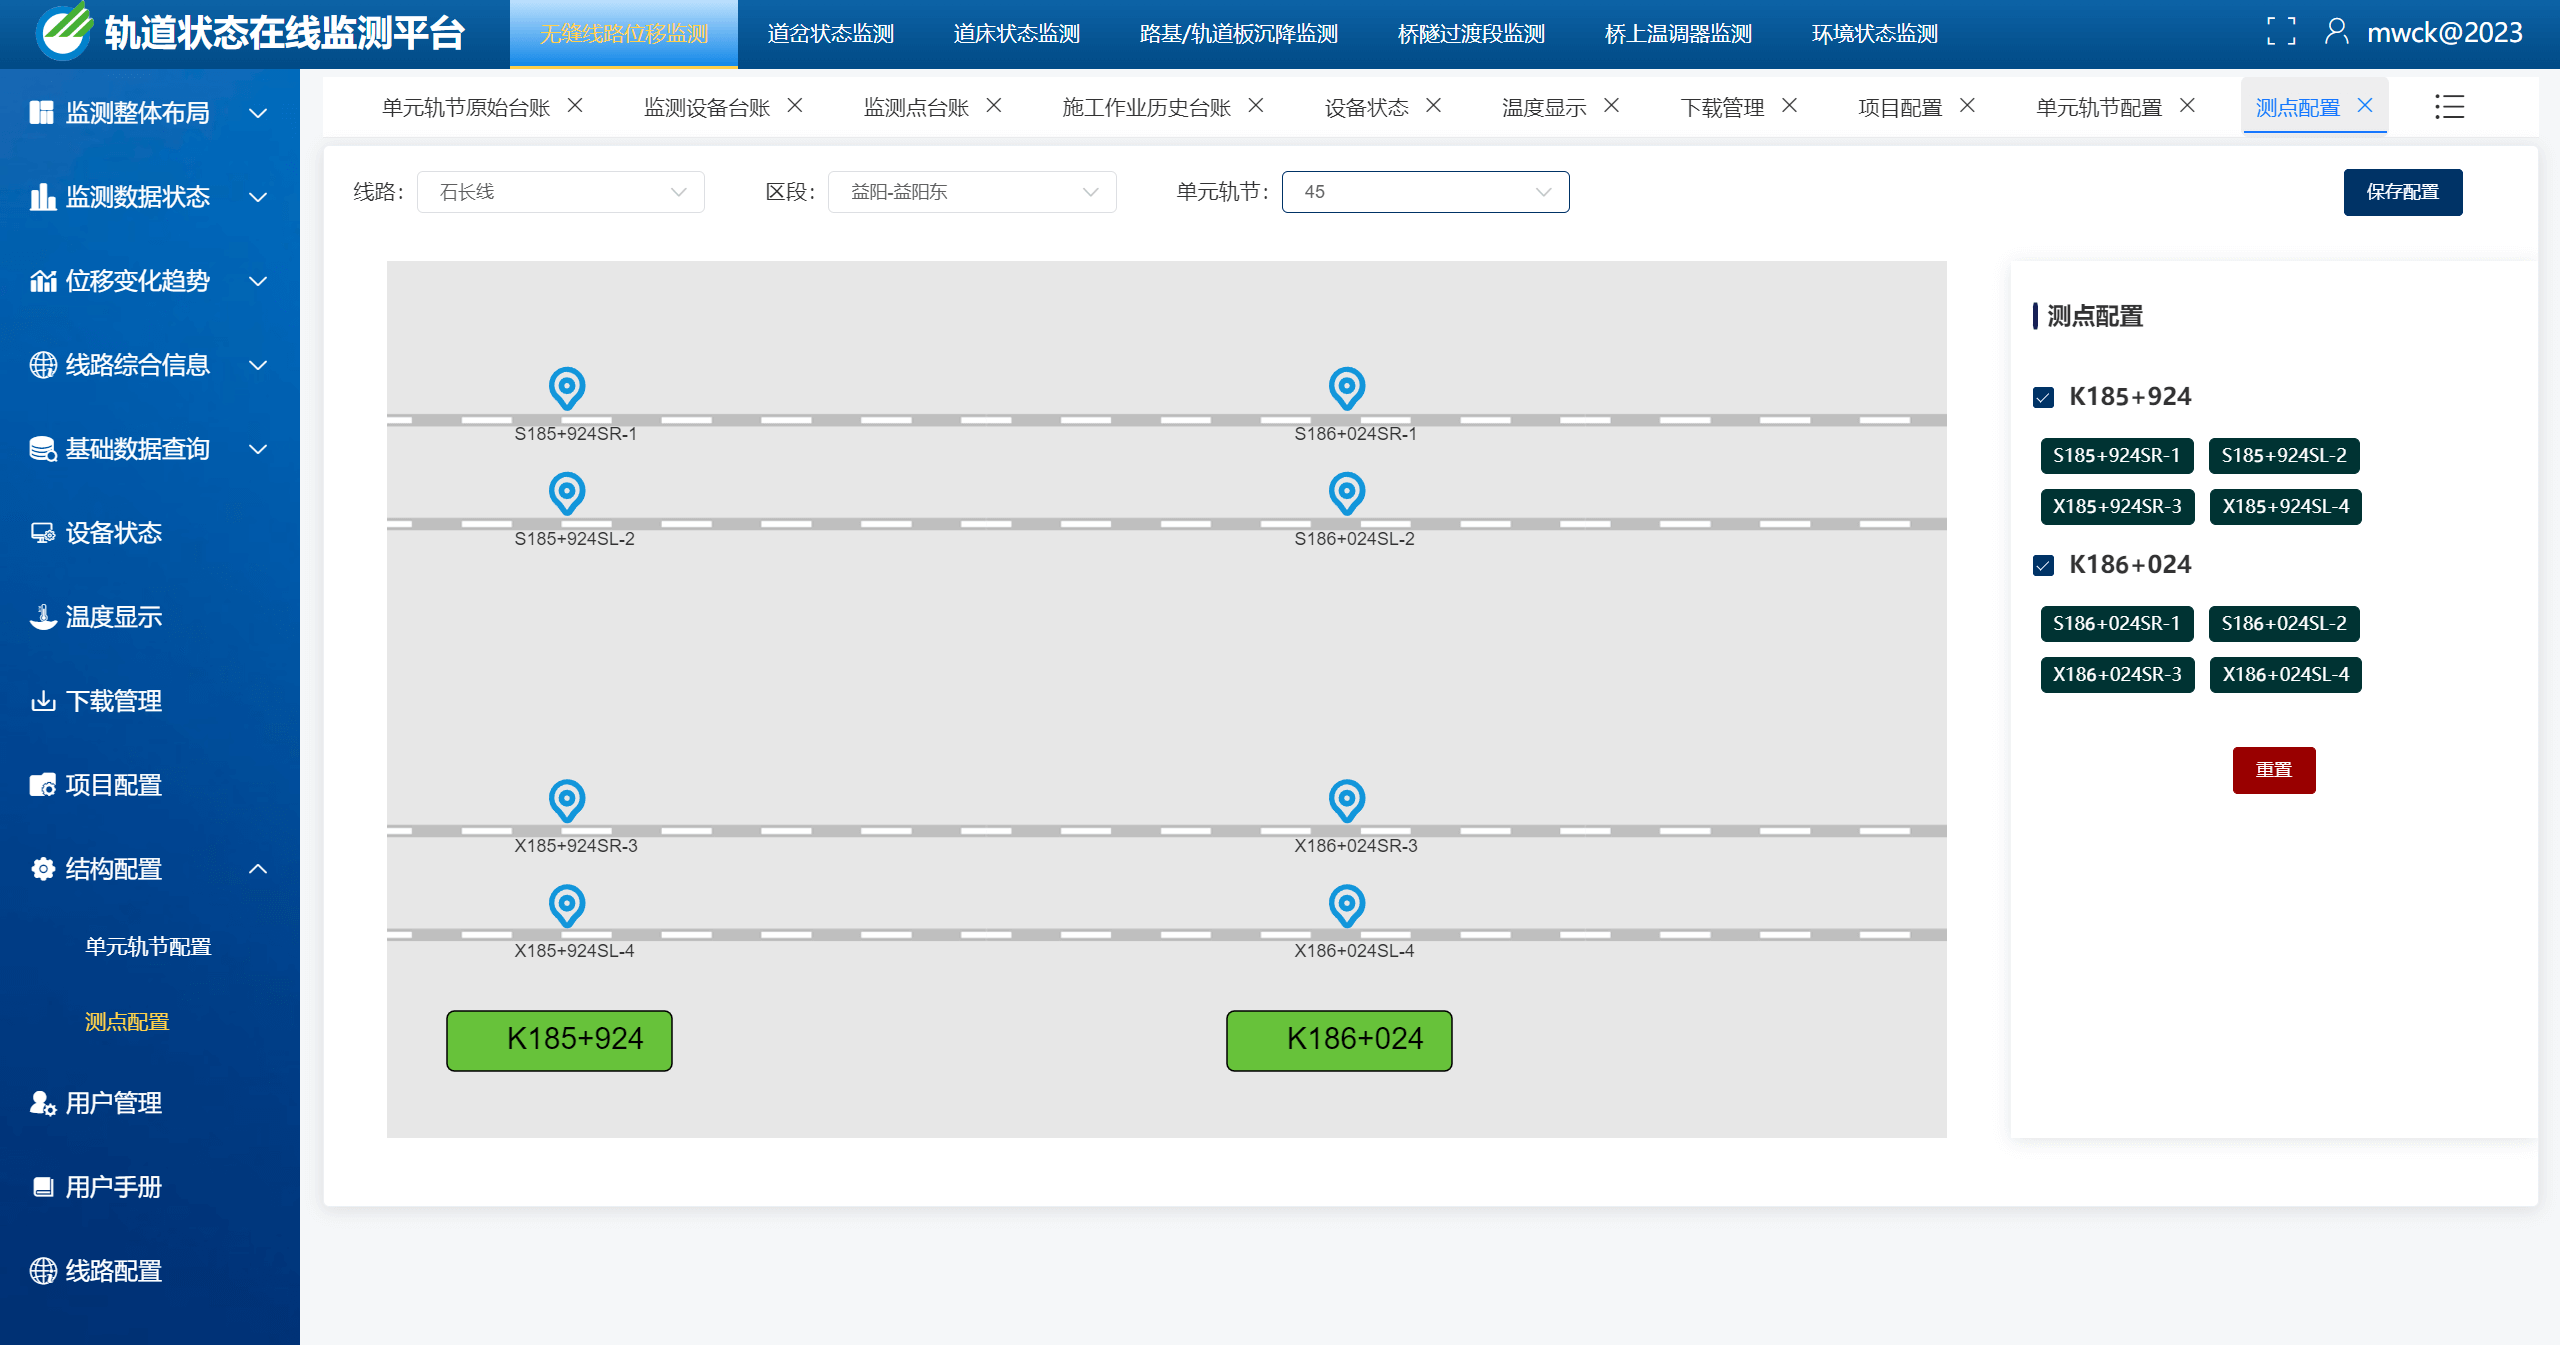 轨道状态在线监测平台
无缝线路位移监测 道岔状态监测 道床状态监测 路基/轨道板沉降监测 桥隧过渡段监测 桥上温调器监测 环境状态监测
mwck@2023
监测整体布局
监测数据状态
位移变化趋势
线路综合信息
基础数据查询
设备状态
温度显示
下载管理
项目配置
结构配置
单元轨节配置
测点配置
用户管理
用户手册
线路配置
单元轨节原始台账 监测设备台账 监测点台账 施工作业历史台账 设备状态 温度显示 下载管理 项目配置 单元轨节配置 测点配置
线路: 石长线 区段: 益阳-益阳东 单元轨节: 45 保存配置
S185+924SR-1 S186+024SR-1
S185+924SL-2 S186+024SL-2
X185+924SR-3 X186+024SR-3
X185+924SL-4 X186+024SL-4
K185+924 K186+024
测点配置
K185+924
S185+924SR-1 S185+924SL-2
X185+924SR-3 X185+924SL-4
K186+024
S186+024SR-1 S186+024SL-2
X186+024SR-3 X186+024SL-4
重置